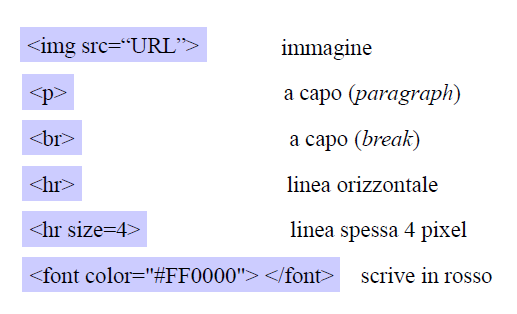 <img src=“URL”> immagine
<p> a capo (paragraph)
<br> a capo (break)
<hr> linea orizzontale
<hr size=4> linea spessa 4 pixel
<font color="#FF0000"> </font> scrive in rosso